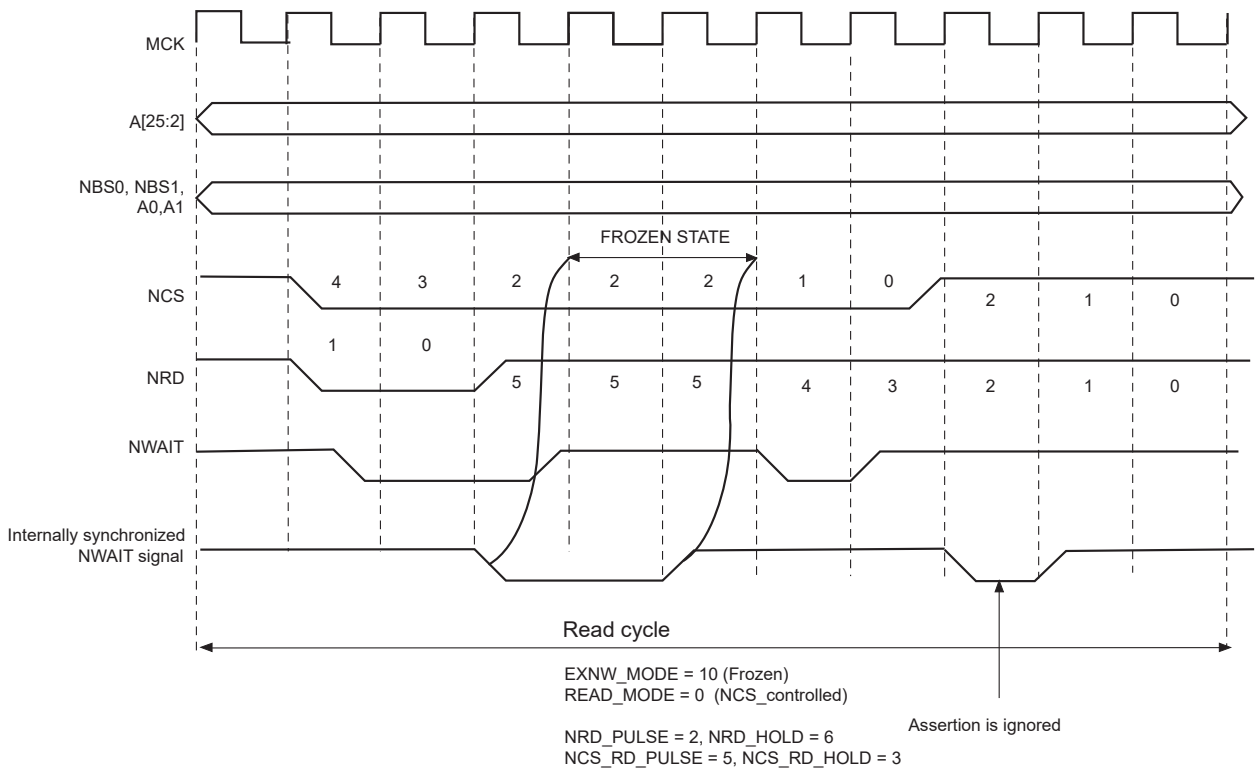 MCK
A[25:2]
NBS0, NBS1,
A0,A1
FROZEN STATE
4 3 2 2 2 1 0
NCS
2 1 0
1 0
NRD
5 5 5 4 3 2 1 0
NWAIT
Internally synchronized
NWAIT signal
Read cycle
EXNW_MODE = 10 (Frozen)
READ_MODE = 0 (NCS_controlled)
Assertion is ignored
NRD_PULSE = 2, NRD_HOLD = 6
NCS_RD_PULSE = 5, NCS_RD_HOLD = 3